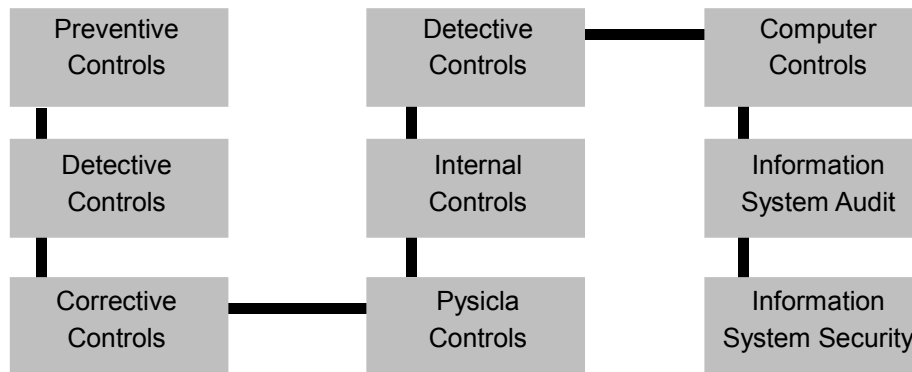 Preventive
Controls
Detective
Controls
Corrective
Controls
Pysicla
Controls
Internal
Controls
Detective
Controls
Computer
Controls
Information
System Audit
Information
System Security